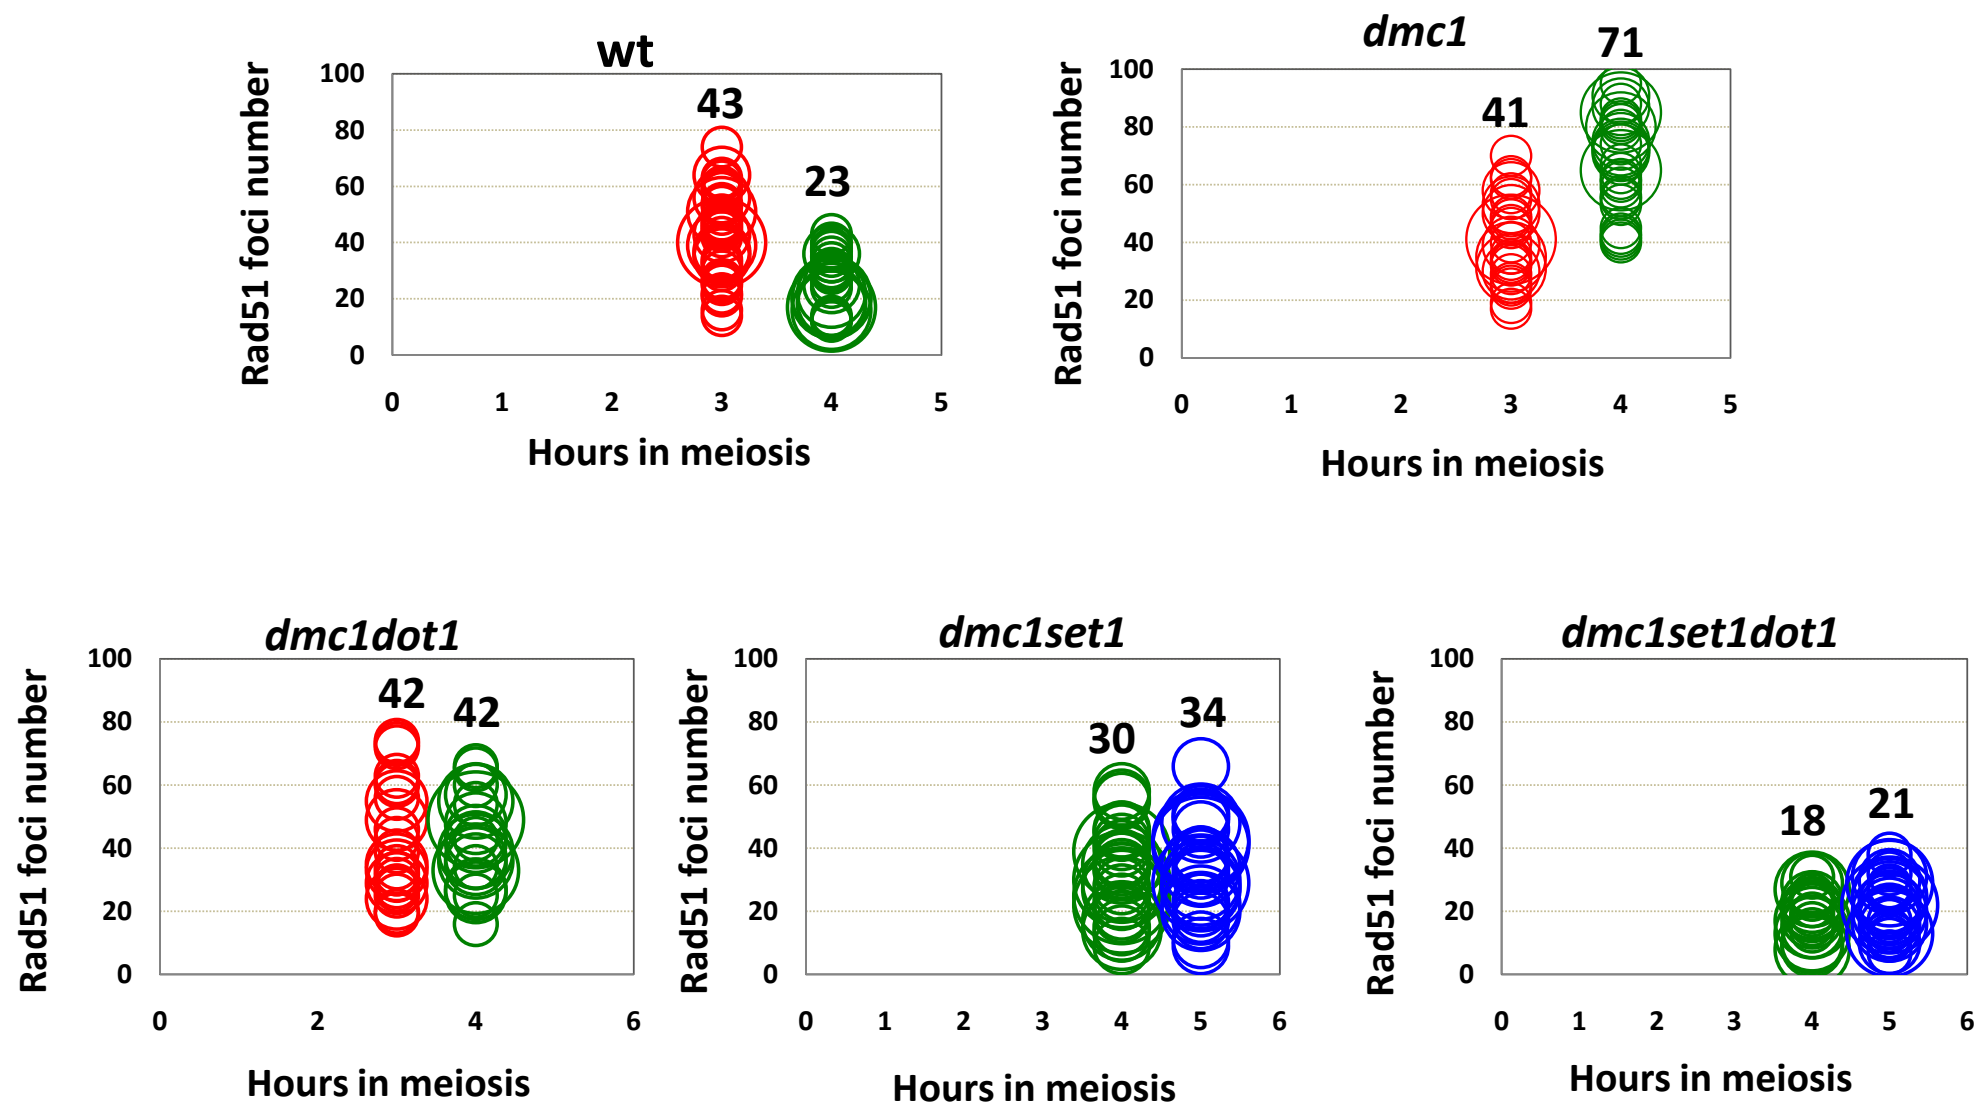 wt
43
23
Rad51 foci number
100
80
60
40
20
0
0 1 2 3 4 5
Hours in meiosis
dmc1
71
41
Rad51 foci number
100
80
60
40
20
0
0 1 2 3 4 5
Hours in meiosis
dmc1dot1
42
42
Rad51 foci number
100
80
60
40
20
0
0 2 4 6
Hours in meiosis
dmc1set1
34
30
Rad51 foci number
100
80
60
40
20
0
0 1 2 3 4 5 6
Hours in meiosis
dmc1set1dot1
21
18
Rad51 foci number
100
80
60
40
20
0
0 1 2 3 4 5 6
Hours in meiosis